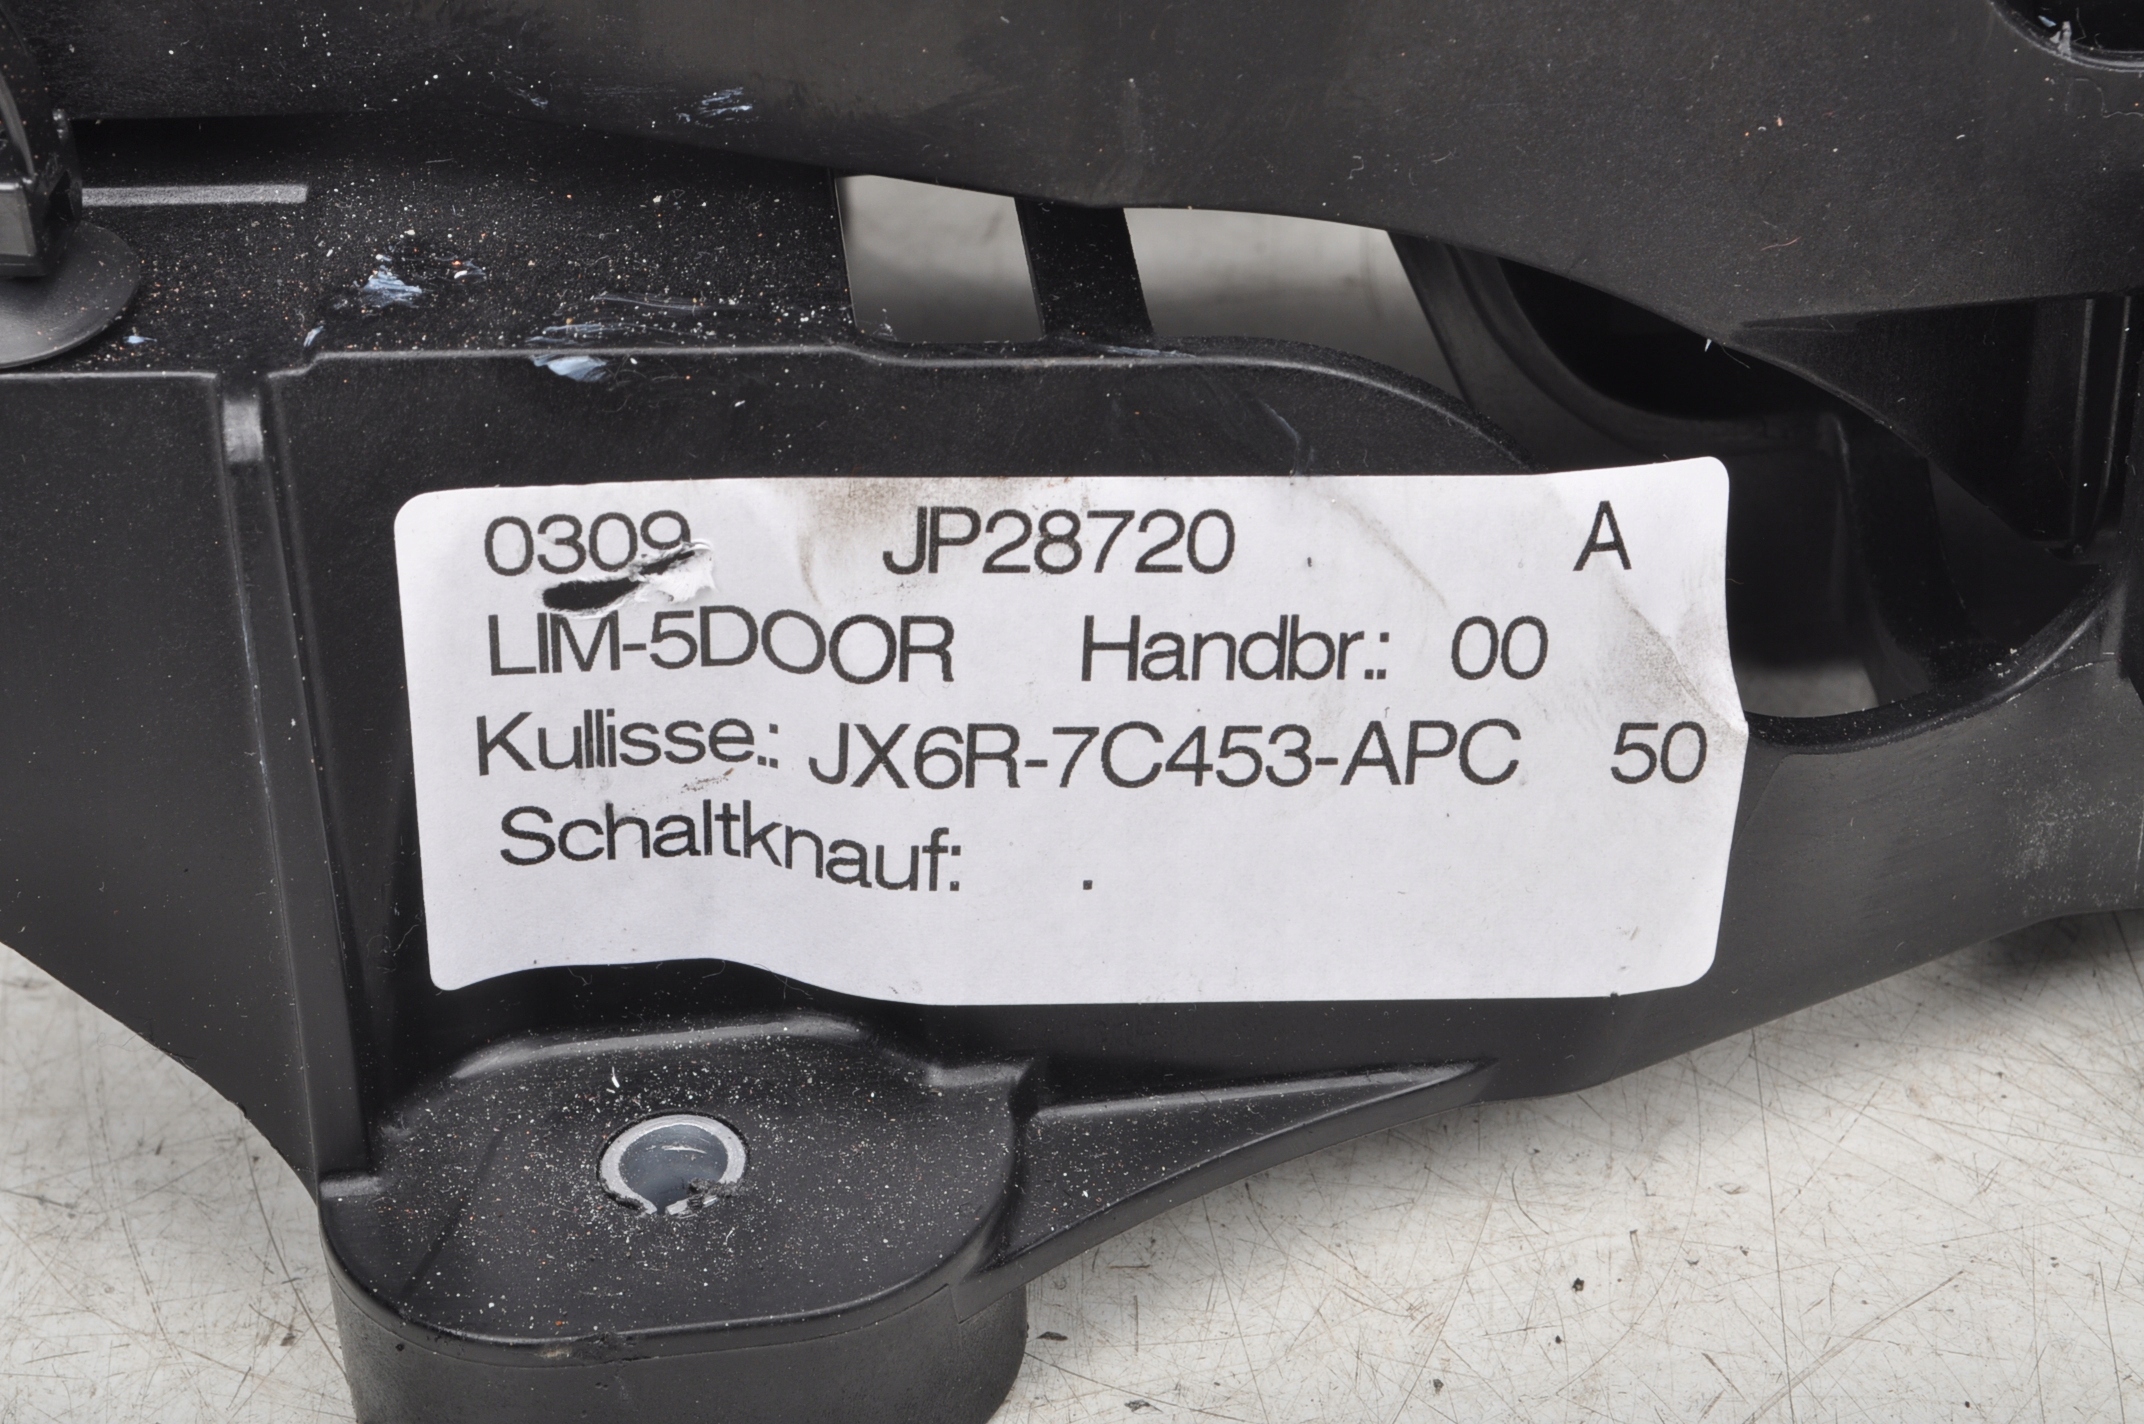 0309 JP28720 A
LIM-5DOOR Handbr.: 00
Kullisse.: JX6R-7C453-APC 50
Schaltknauf: .